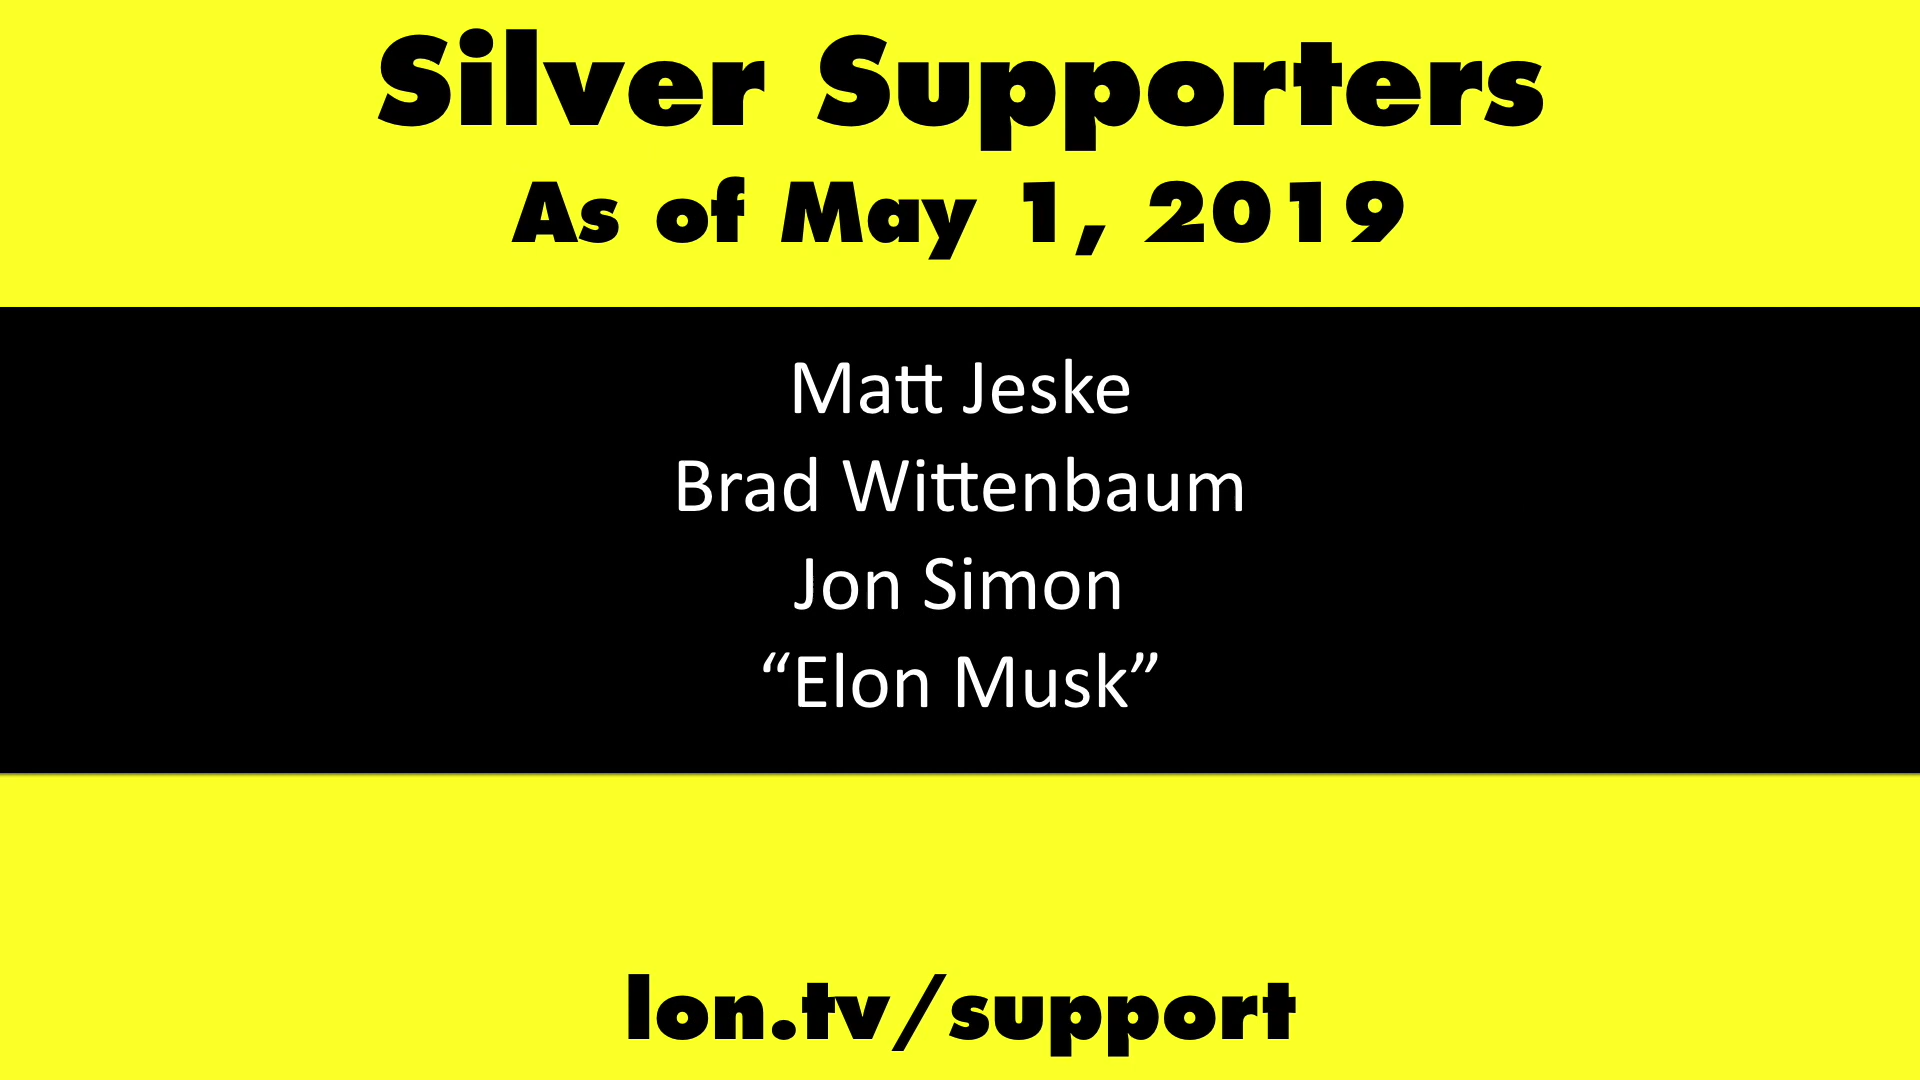 Silver Supporters
As of May 1, 2019
Matt Jeske
Brad Wittenbaum
Jon Simon
“Elon Musk”
lon.tv/support